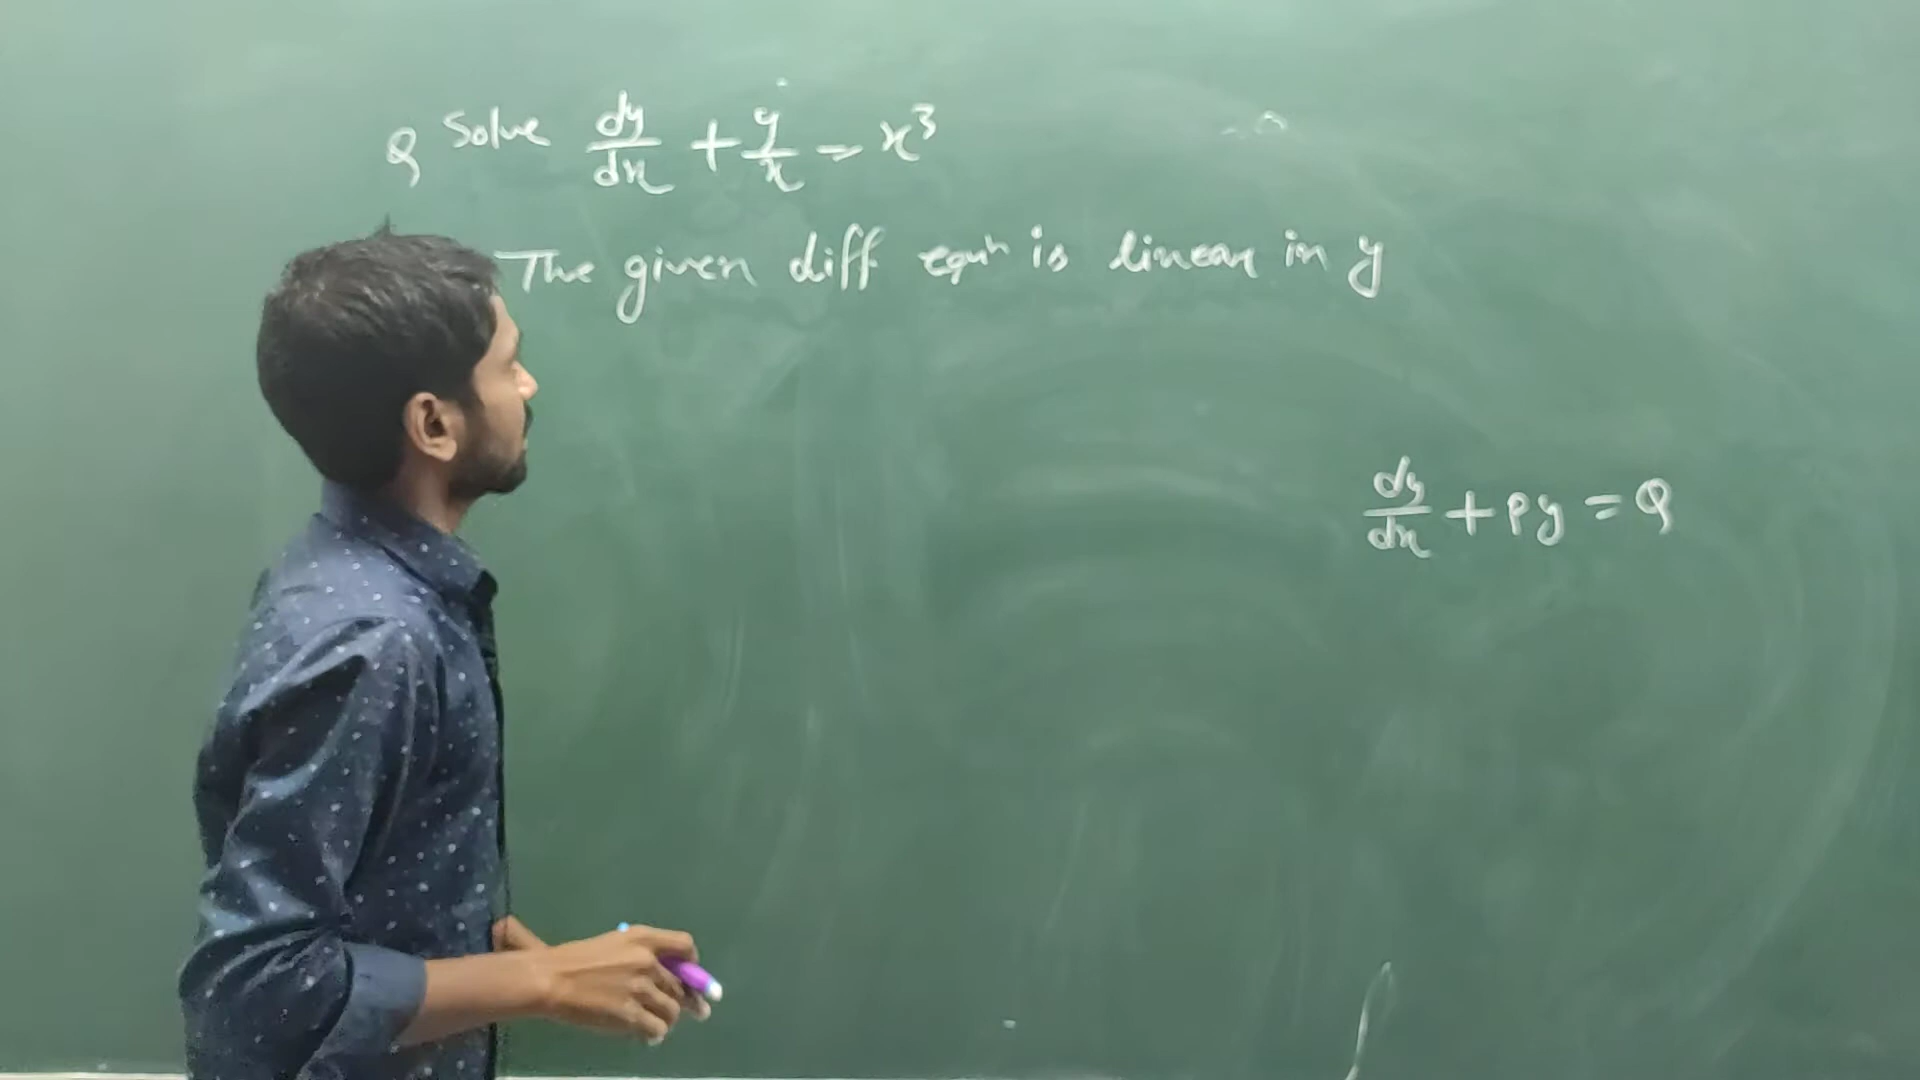 Q Solve dy/dx + y/x = x³
The given diff equn is linear in y
dy/dx + Py = Q